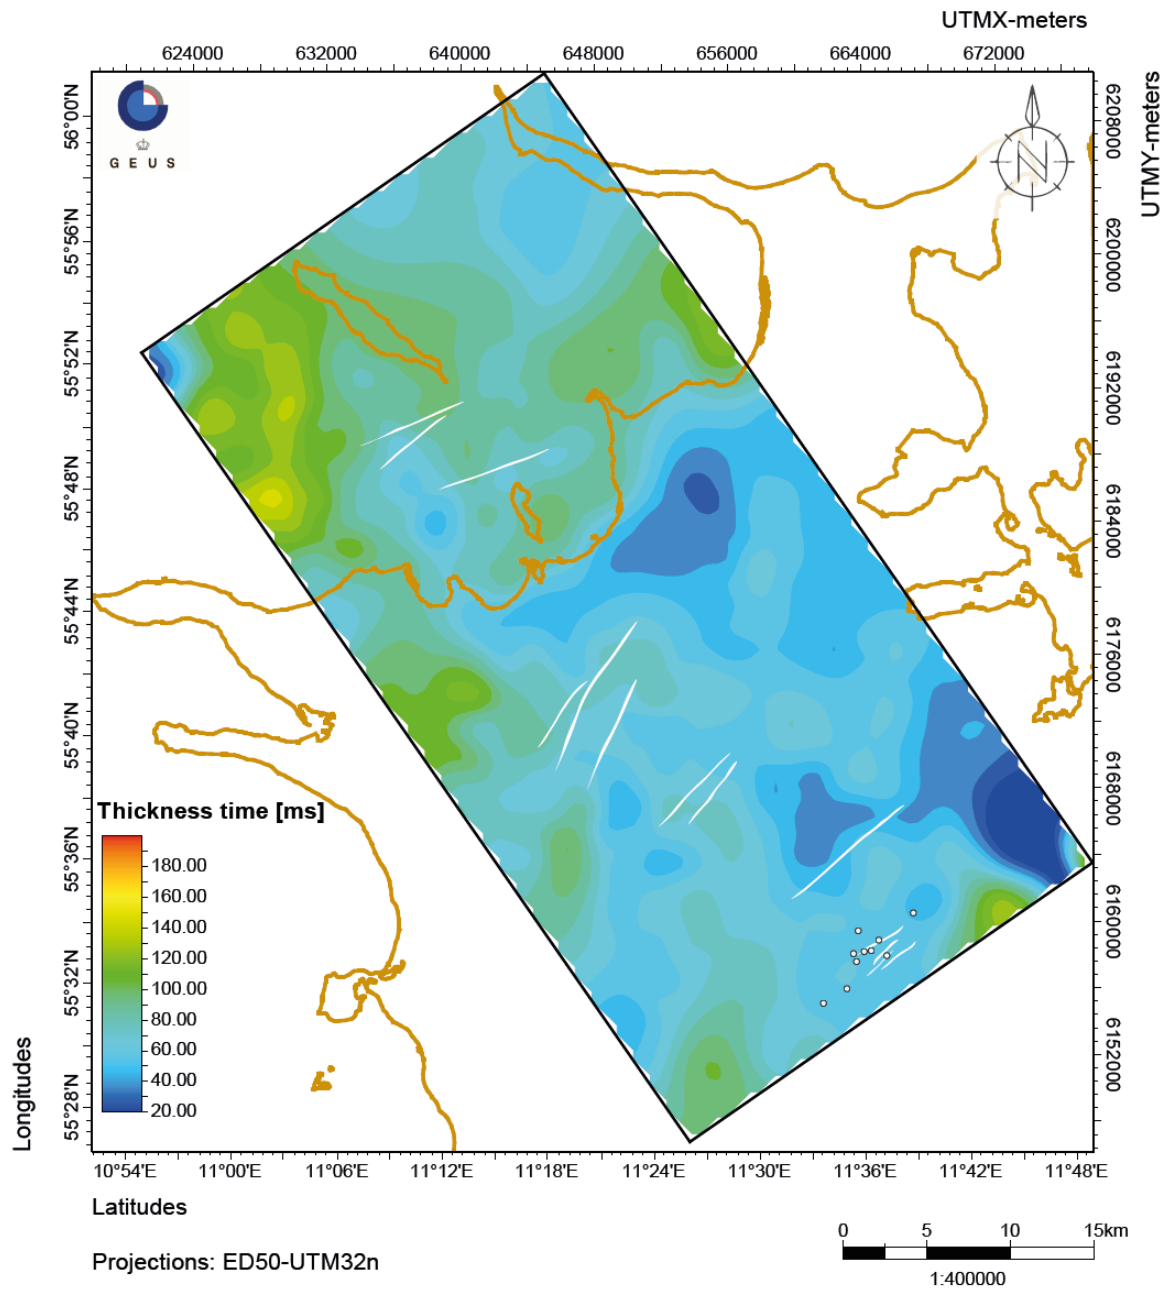 UTMX-meters
624000 632000 640000 648000 656000 664000 672000
UTMY-meters
6208000
6200000
6192000
6184000
6176000
6168000
6160000
6152000
GEUS
N
56°00'N
55°56'N
55°52'N
55°48'N
55°44'N
55°40'N
55°36'N
55°32'N
55°28'N
Longitudes
Thickness time [ms]
180.00
160.00
140.00
120.00
100.00
80.00
60.00
40.00
20.00
10°54'E 11°00'E 11°06'E 11°12'E 11°18'E 11°24'E 11°30'E 11°36'E 11°42'E 11°48'E
Latitudes
Projections: ED50-UTM32n
0 5 10 15km
1:400000